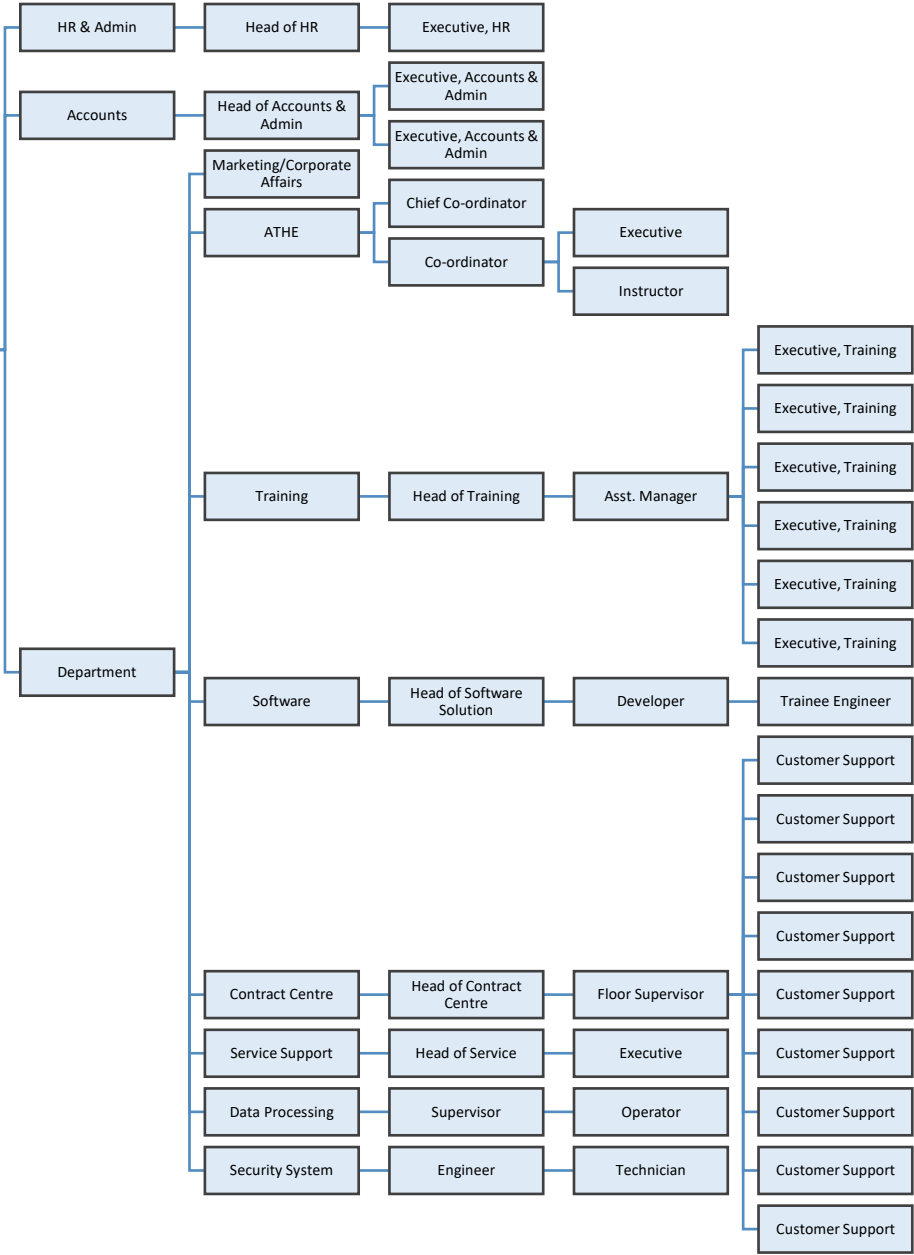 HR & Admin
Head of HR
Executive, HR
Accounts
Head of Accounts &
Admin
Executive, Accounts &
Admin
Executive, Accounts &
Admin
Marketing/Corporate
Affairs
ATHE
Chief Co-ordinator
Co-ordinator
Executive
Instructor
Training
Head of Training
Asst. Manager
Executive, Training
Executive, Training
Executive, Training
Executive, Training
Executive, Training
Executive, Training
Department
Software
Head of Software
Solution
Developer
Trainee Engineer
Contract Centre
Head of Contract
Centre
Floor Supervisor
Customer Support
Customer Support
Customer Support
Customer Support
Customer Support
Customer Support
Customer Support
Customer Support
Customer Support
Service Support
Head of Service
Executive
Data Processing
Supervisor
Operator
Security System
Engineer
Technician